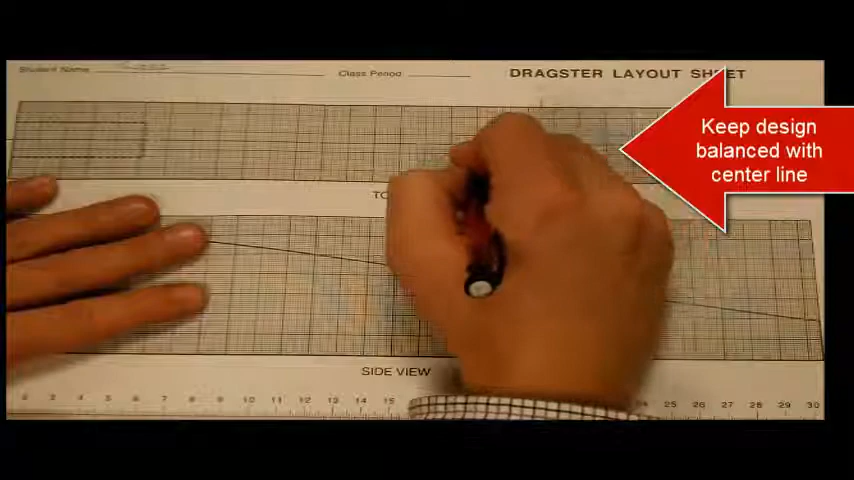 Student Name
Class Period
DRAGSTER LAYOUT SHEET
Keep design
balanced with
center line
SIDE VIEW
2 3 4 5 6 7 8 9 10 11 12 13 14 15 25 26 27 28 29 30